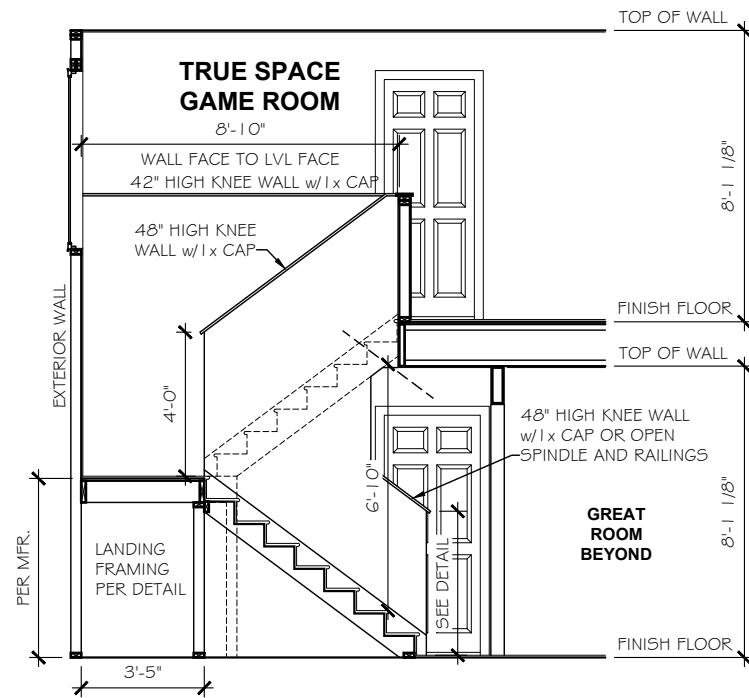 TOP OF WALL
TRUE SPACE
GAME ROOM
8'-10"
WALL FACE TO LVL FACE
42" HIGH KNEE WALL w/1x CAP
48" HIGH KNEE
WALL w/1x CAP
8'-1 1/8"
EXTERIOR WALL
FINISH FLOOR
TOP OF WALL
4'-0"
48" HIGH KNEE WALL
w/1x CAP OR OPEN
SPINDLE AND RAILINGS
6'-10"
GREAT
ROOM
BEYOND
8'-1 1/8"
PER MFR.
LANDING
FRAMING
PER DETAIL
SEE DETAIL
FINISH FLOOR
3'-5"